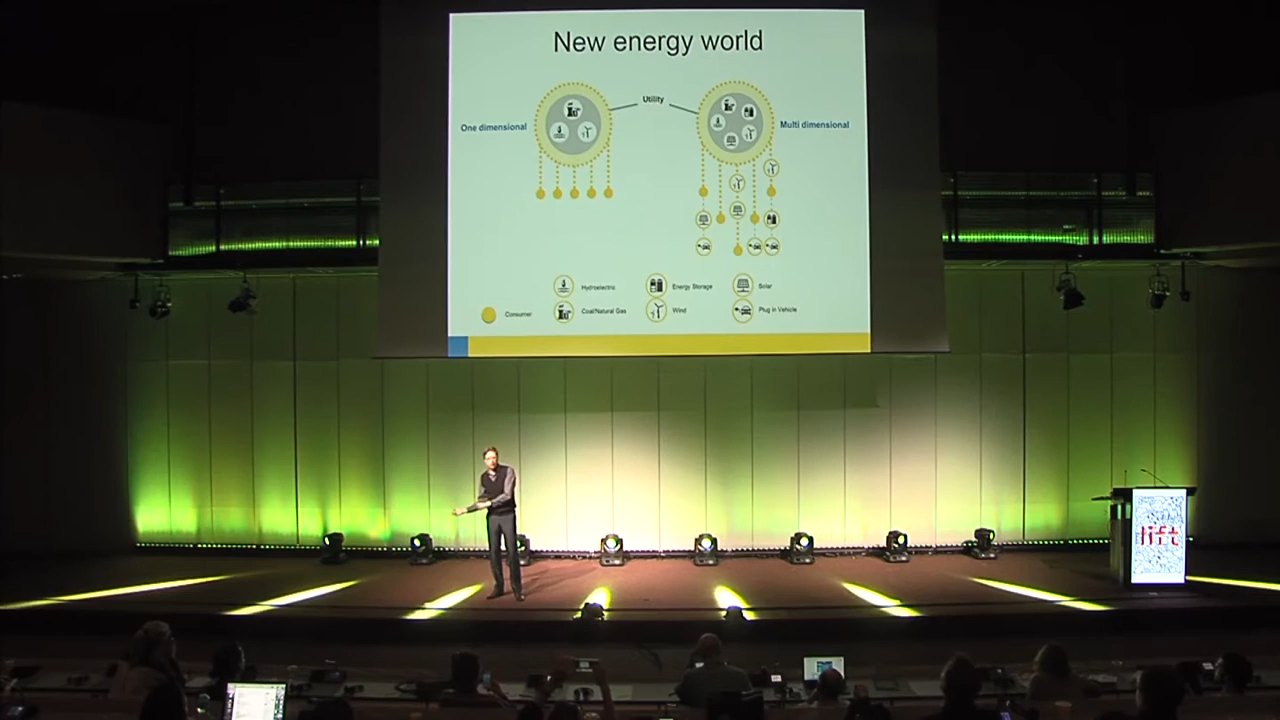 New energy world
Utility
One dimensional
Multi dimensional
Hydroelectric
Energy Storage
Solar
Consumer
Coal/Natural Gas
Wind
Plug in Vehicle
lift